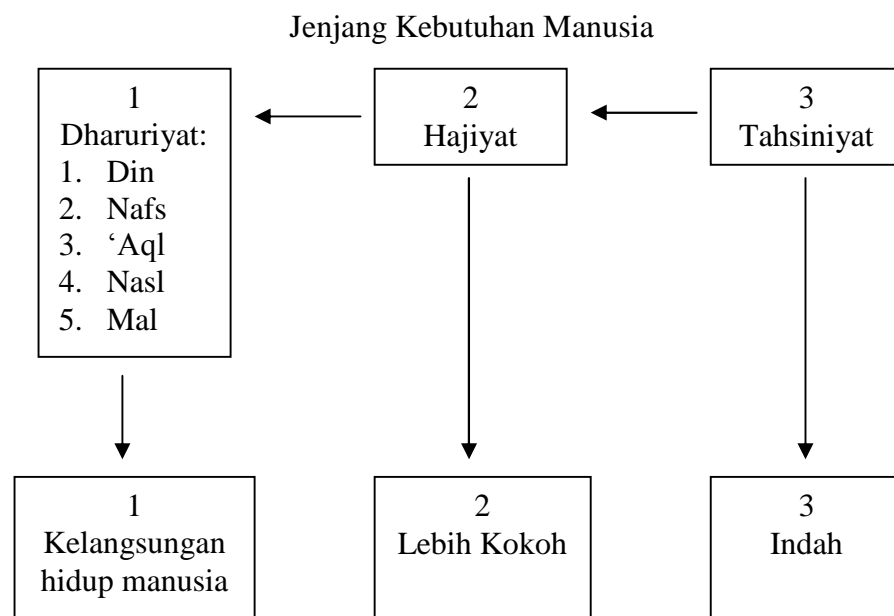 Jenjang Kebutuhan Manusia
1
Dharuriyat:
1. Din
2. Nafs
3. ‘Aql
4. Nasl
5. Mal
2
Hajiyat
3
Tahsiniyat
1
Kelangsungan
hidup manusia
2
Lebih Kokoh
3
Indah